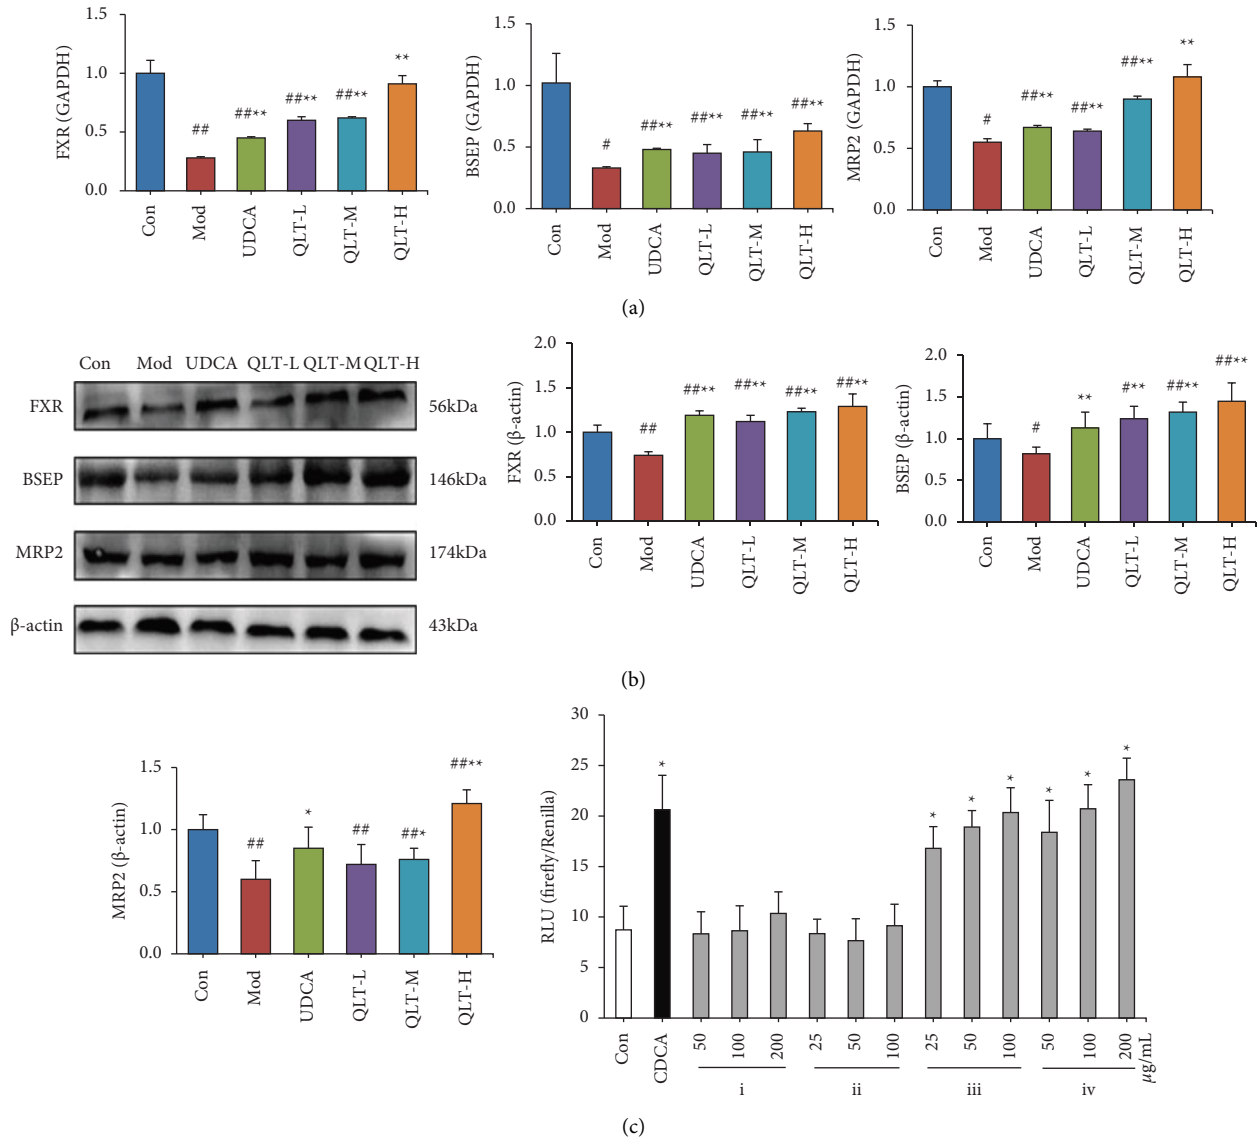 FXR (GAPDH)
1.5
1.0
0.5
0.0
## ##** ##** ##** **
Con Mod UDCA QLT-L QLT-M QLT-H
BSEP (GAPDH)
1.5
1.0
0.5
0.0
# ##** ##** ##** ##**
Con Mod UDCA QLT-L QLT-M QLT-H
MRP2 (GAPDH)
1.5
1.0
0.5
0.0
# ##** ##** ##** **
Con Mod UDCA QLT-L QLT-M QLT-H
(a)
Con Mod UDCA QLT-L QLT-M QLT-H
FXR 56kDa
BSEP 146kDa
MRP2 174kDa
β-actin 43kDa
FXR (β-actin)
2.0
1.5
1.0
0.5
0.0
## ##** ##** ##** ##**
Con Mod UDCA QLT-L QLT-M QLT-H
BSEP (β-actin)
2.0
1.5
1.0
0.5
0.0
# ** #** ##** ##**
Con Mod UDCA QLT-L QLT-M QLT-H
(b)
MRP2 (β-actin)
1.5
1.0
0.5
0.0
## * ## ##* ##**
Con Mod UDCA QLT-L QLT-M QLT-H
RLU (firefly/Renilla)
30
25
20
15
10
5
0
* * * * * * *
Con CDCA 50 100 200 25 50 100 25 50 100 50 100 200 μg/mL
i ii iii iv
(c)